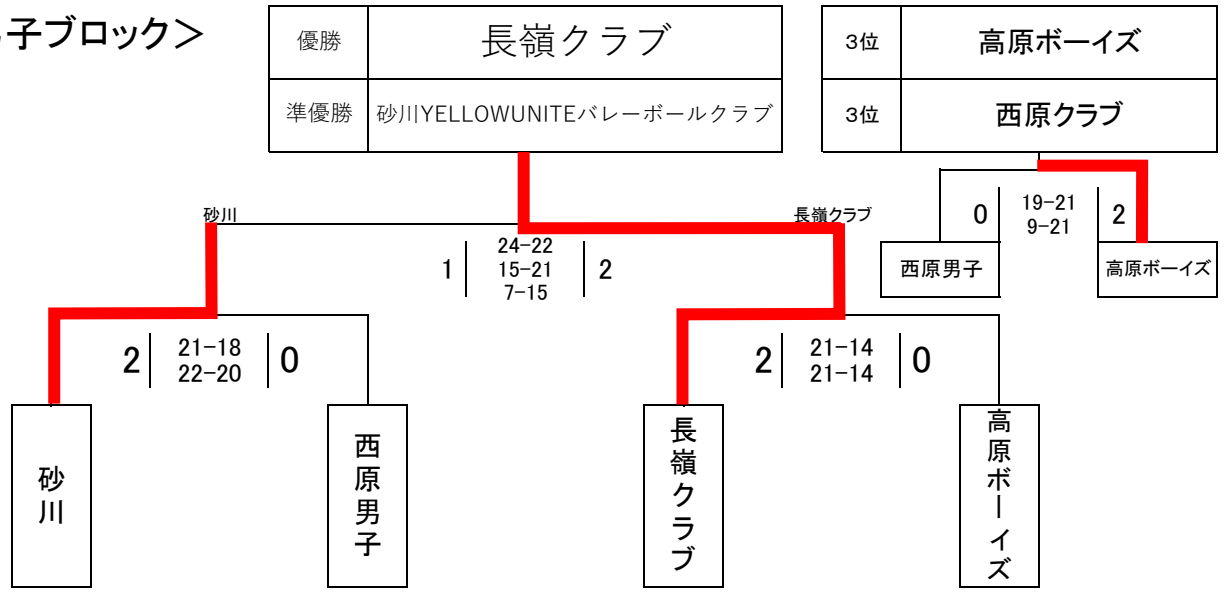 子ブロック＞
優勝 長嶺クラブ
準優勝 砂川YELLOWUNITEバレーボールクラブ
3位 高原ボーイズ
3位 西原クラブ
砂川
長嶺クラブ
1 24-22 2
15-21
7-15
0 19-21 2
9-21
西原男子
高原ボーイズ
2 21-18 0
22-20
2 21-14 0
21-14
砂川
西原男子
長嶺クラブ
高原ボーイズ